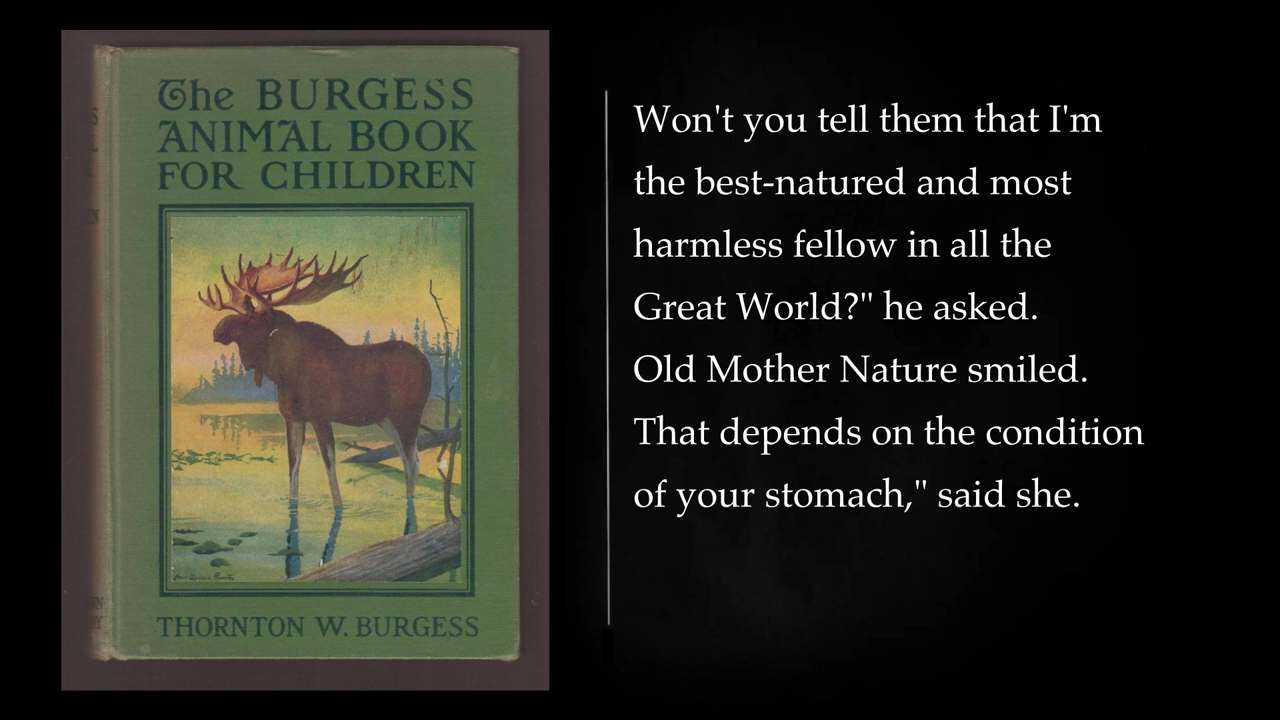 The BURGESS
ANIMAL BOOK
FOR CHILDREN
THORNTON W. BURGESS
Won't you tell them that I'm
the best-natured and most
harmless fellow in all the
Great World?" he asked.
Old Mother Nature smiled.
That depends on the condition
of your stomach," said she.